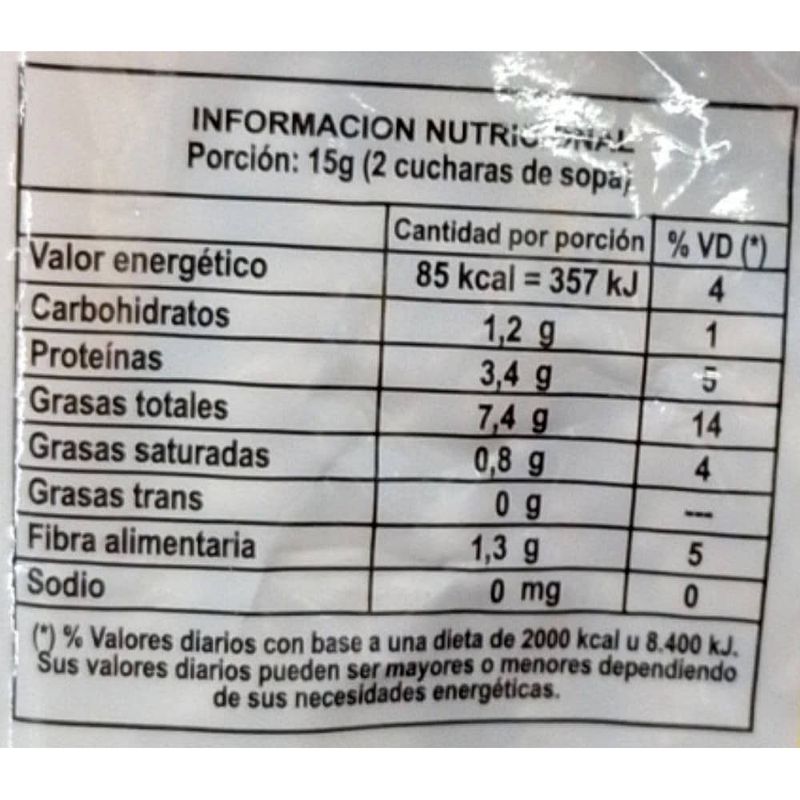 INFORMACION NUTRICIONAL
Porción: 15g (2 cucharas de sopa)
Cantidad por porción % VD (*)
Valor energético 85 kcal = 357 kJ 4
Carbohidratos 1,2 g 1
Proteínas 3,4 g 5
Grasas totales 7,4 g 14
Grasas saturadas 0,8 g 4
Grasas trans 0 g ---
Fibra alimentaria 1,3 g 5
Sodio 0 mg 0
(*) % Valores diarios con base a una dieta de 2000 kcal u 8.400 kJ.
Sus valores diarios pueden ser mayores o menores dependiendo
de sus necesidades energéticas.